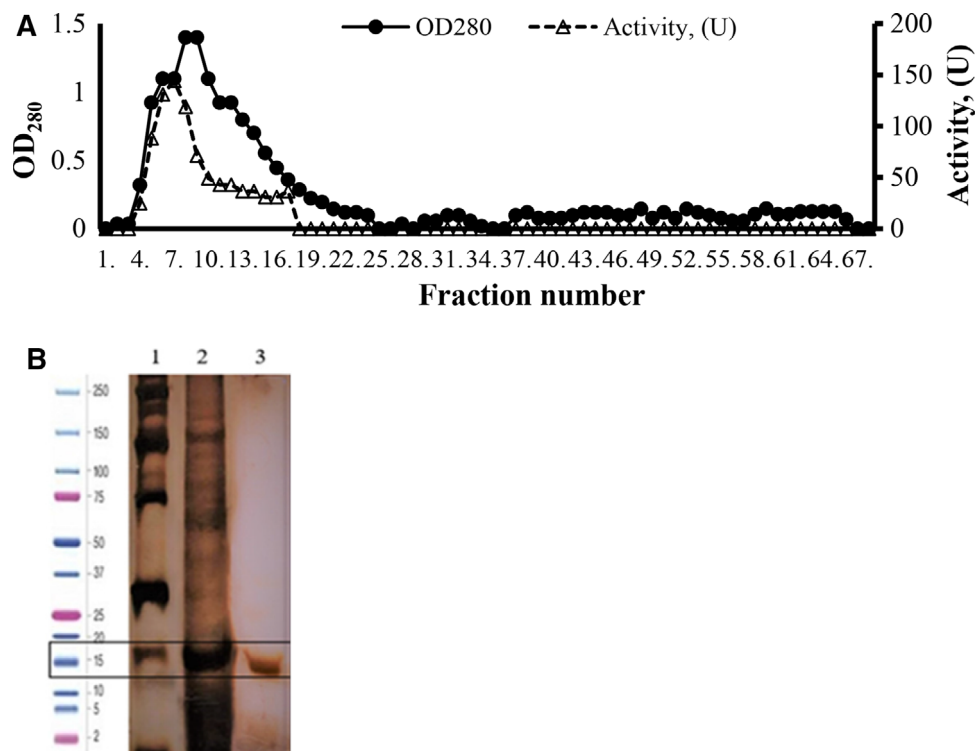 A
OD280
Activity, (U)
1.5
1
0.5
0
OD280
200
150
100
50
0
Activity, (U)
1. 4. 7. 10.13.16.19.22.25.28.31.34.37.40.43.46.49.52.55.58.61.64.67.
Fraction number
B
1 2 3
250
150
100
75
50
37
25
20
15
10
5
2